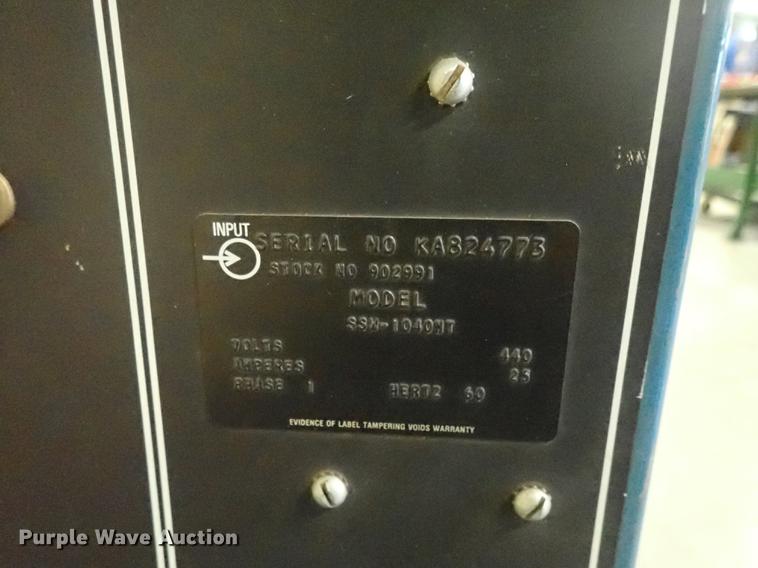 INPUT
SERIAL NO KA824773
STOCK NO 902991
MODEL
SSW-1040WT
VOLTS 440
AMPERES 25
PHASE 1 HERTZ 60
EVIDENCE OF LABEL TAMPERING VOIDS WARRANTY
Purple Wave Auction